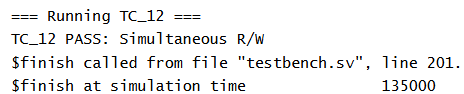 === Running TC_12 ===
TC_12 PASS: Simultaneous R/W
$finish called from file "testbench.sv", line 201.
$finish at simulation time                135000